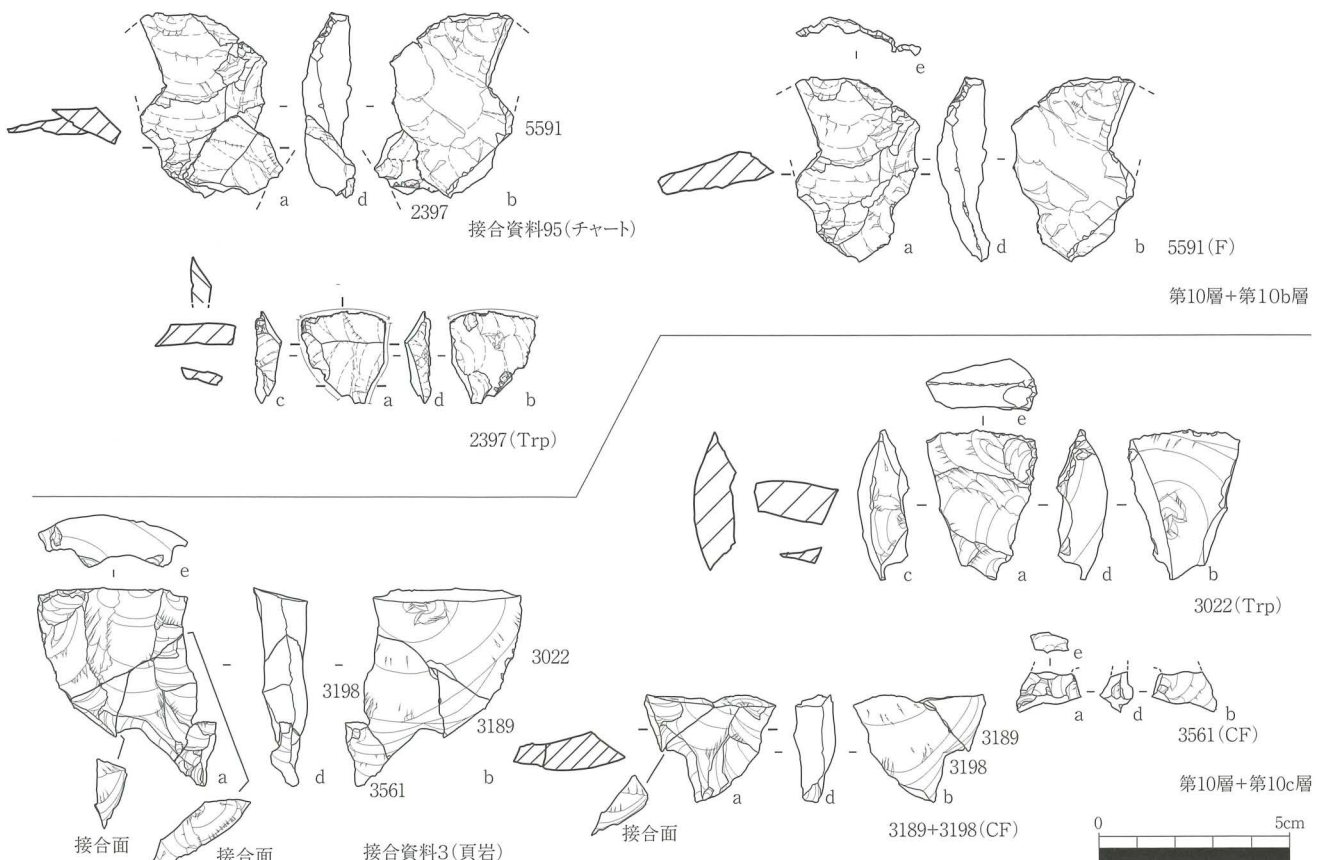 5591
a
d
b
2397
接合資料95(チャート)
e
a
d
b
5591(F)
第10層+第10b層
c
a
d
b
2397(Trp)
e
c
a
d
b
3022(Trp)
e
3022
3198
3189
a
d
3561
b
接合面
接合面
接合資料3(頁岩)
3189
3198
a
d
b
接合面
3189+3198(CF)
e
a
d
b
3561(CF)
第10層+第10c層
0
5cm